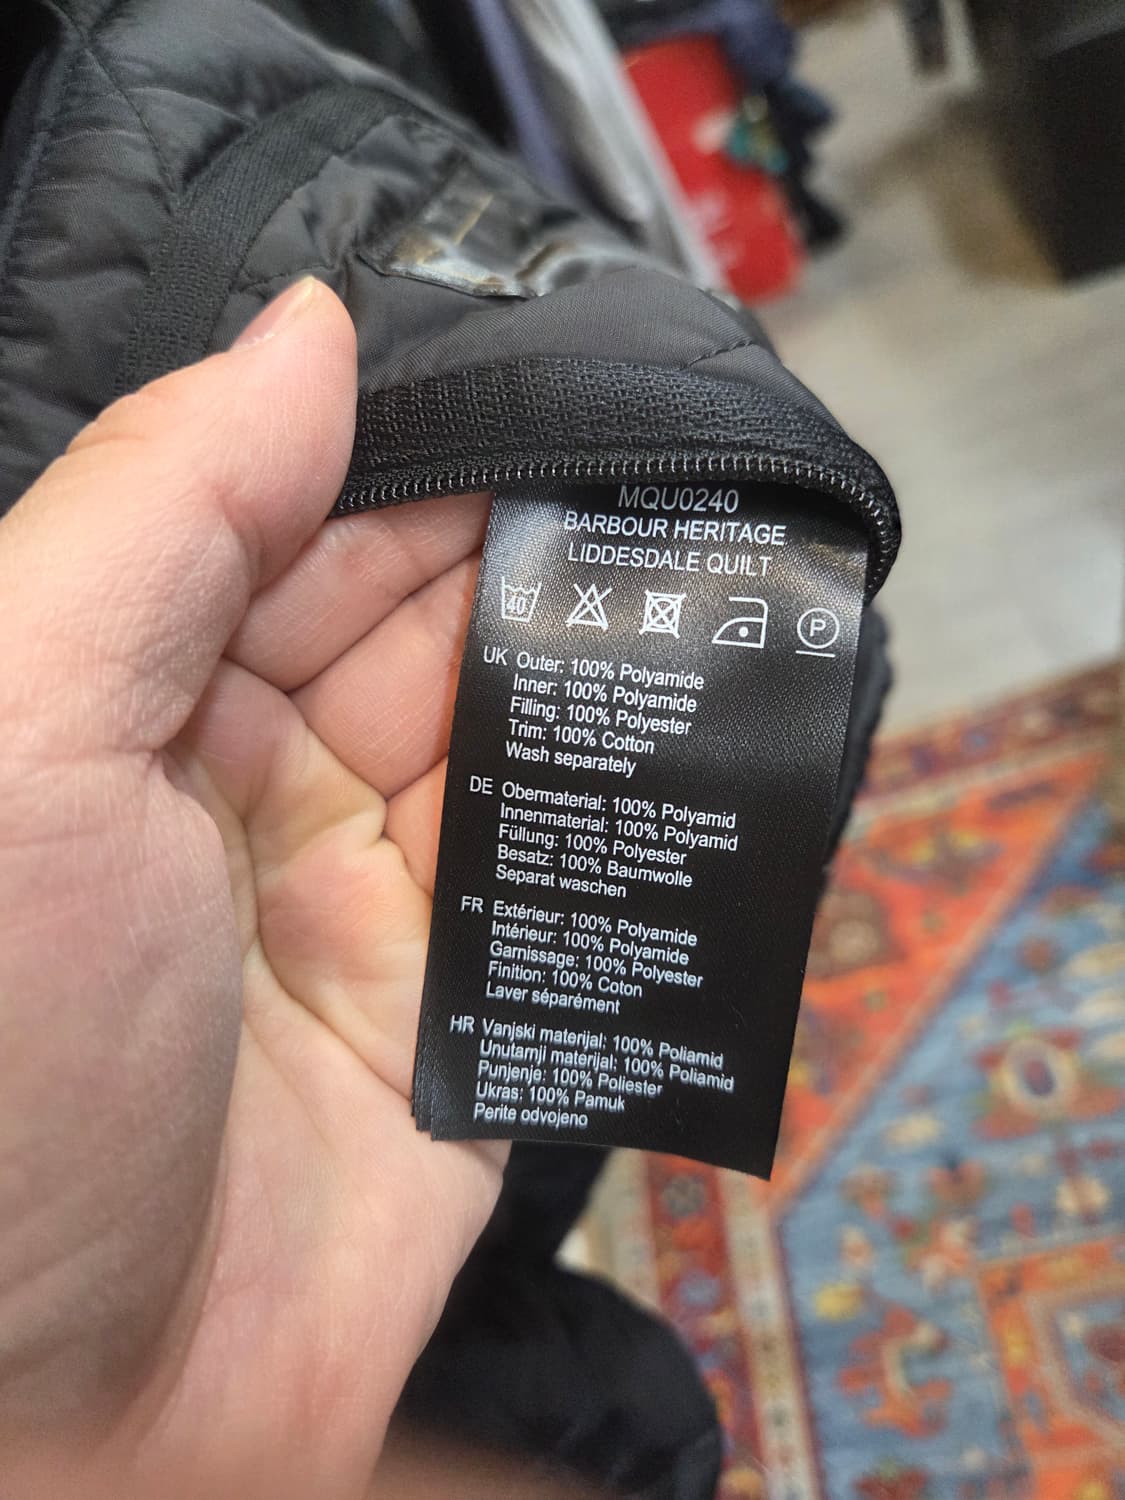 MQU0240
BARBOUR HERITAGE
LIDDESDALE QUILT
40 P
UK Outer: 100% Polyamide
Inner: 100% Polyamide
Filling: 100% Polyester
Trim: 100% Cotton
Wash separately
DE Obermaterial: 100% Polyamid
Innenmaterial: 100% Polyamid
Füllung: 100% Polyester
Besatz: 100% Baumwolle
Separat waschen
FR Extérieur: 100% Polyamide
Intérieur: 100% Polyamide
Garnissage: 100% Polyester
Finition: 100% Coton
Laver séparément
HR Vanjski materijal: 100% Poliamid
Unutarnji materijal: 100% Poliamid
Punjenje: 100% Poliester
Ukras: 100% Pamuk
Perite odvojeno